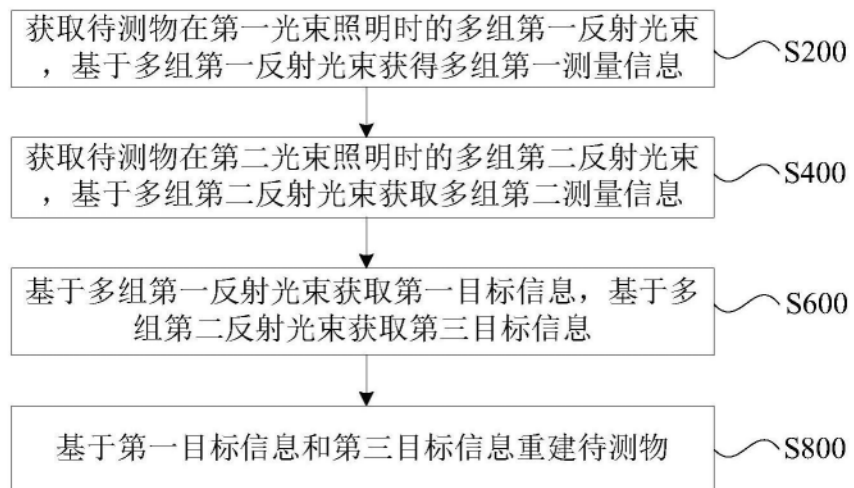 获取待测物在第一光束照明时的多组第一反射光束
，基于多组第一反射光束获得多组第一测量信息
S200
获取待测物在第二光束照明时的多组第二反射光束
，基于多组第二反射光束获取多组第二测量信息
S400
基于多组第一反射光束获取第一目标信息，基于多
组第二反射光束获取第三目标信息
S600
基于第一目标信息和第三目标信息重建待测物
S800